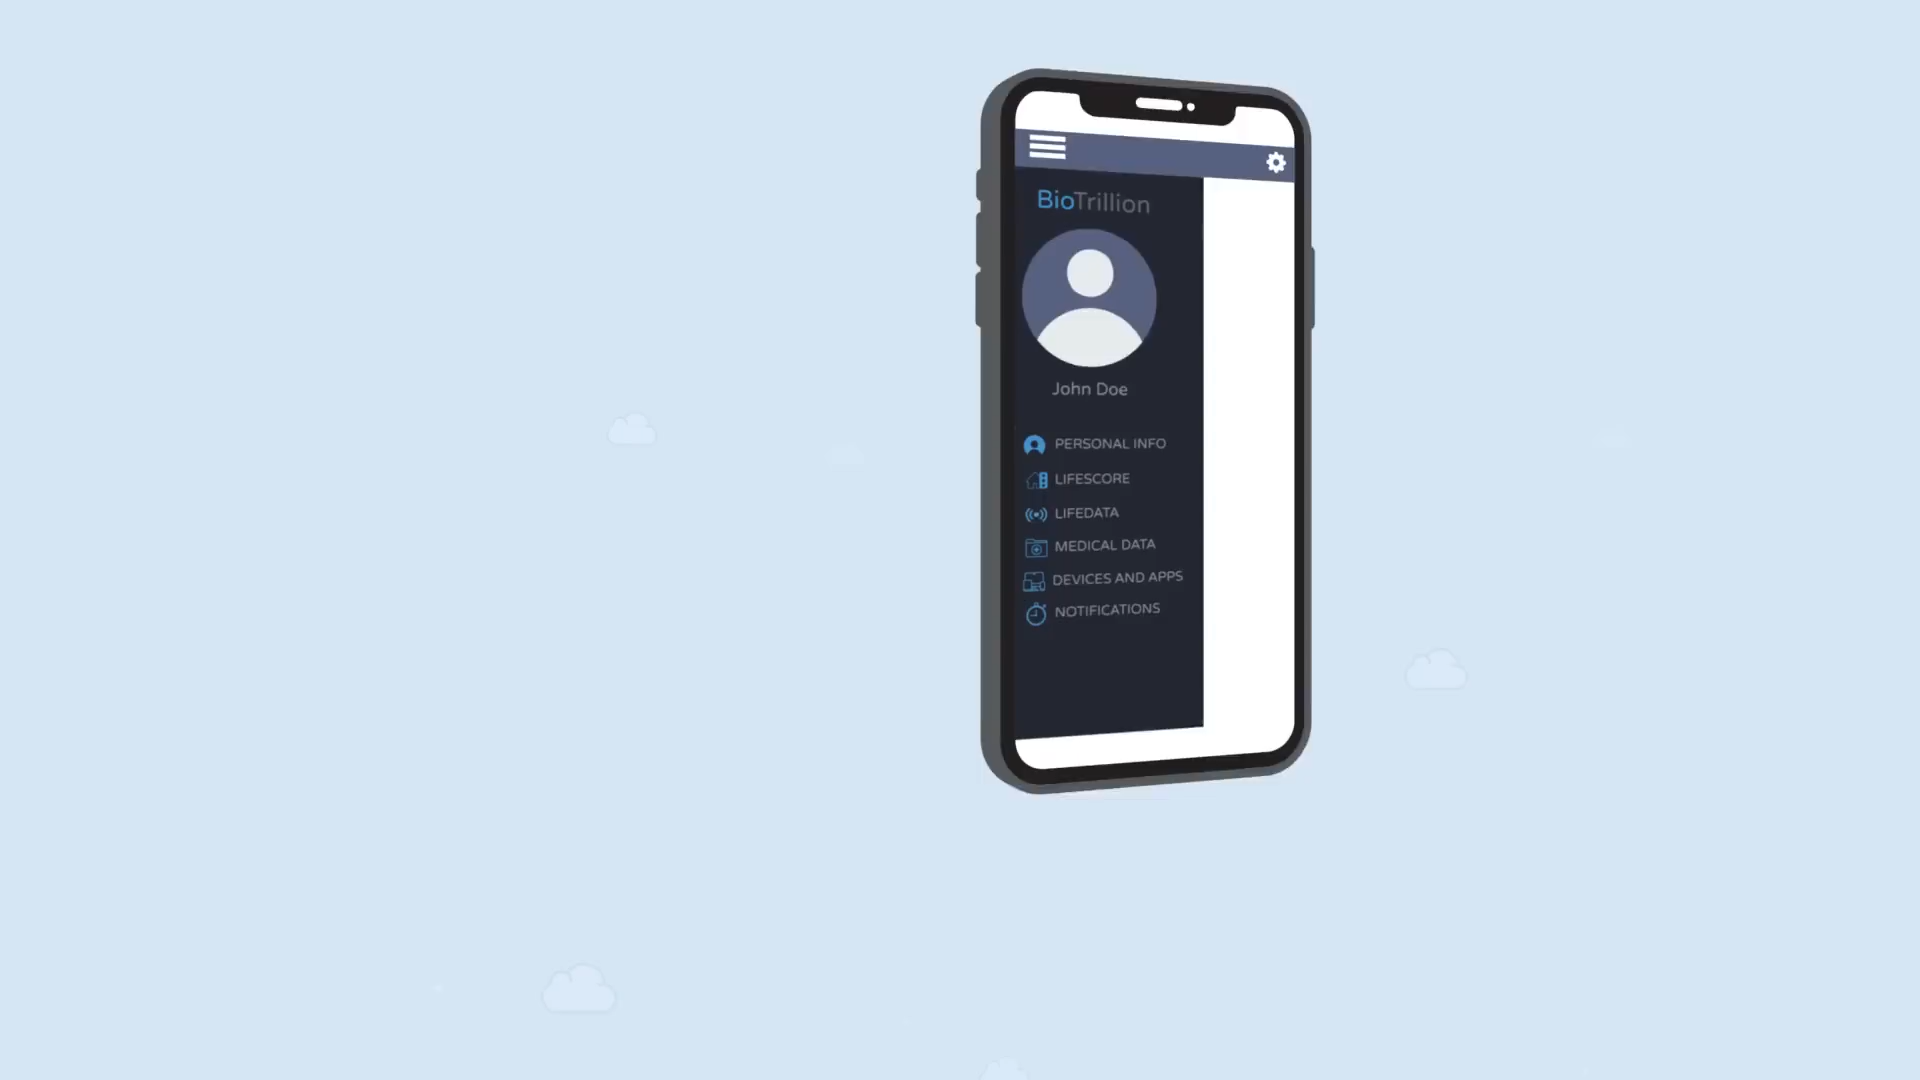 BioTrillion
John Doe
PERSONAL INFO
LIFESCORE
LIFEDATA
MEDICAL DATA
DEVICES AND APPS
NOTIFICATIONS